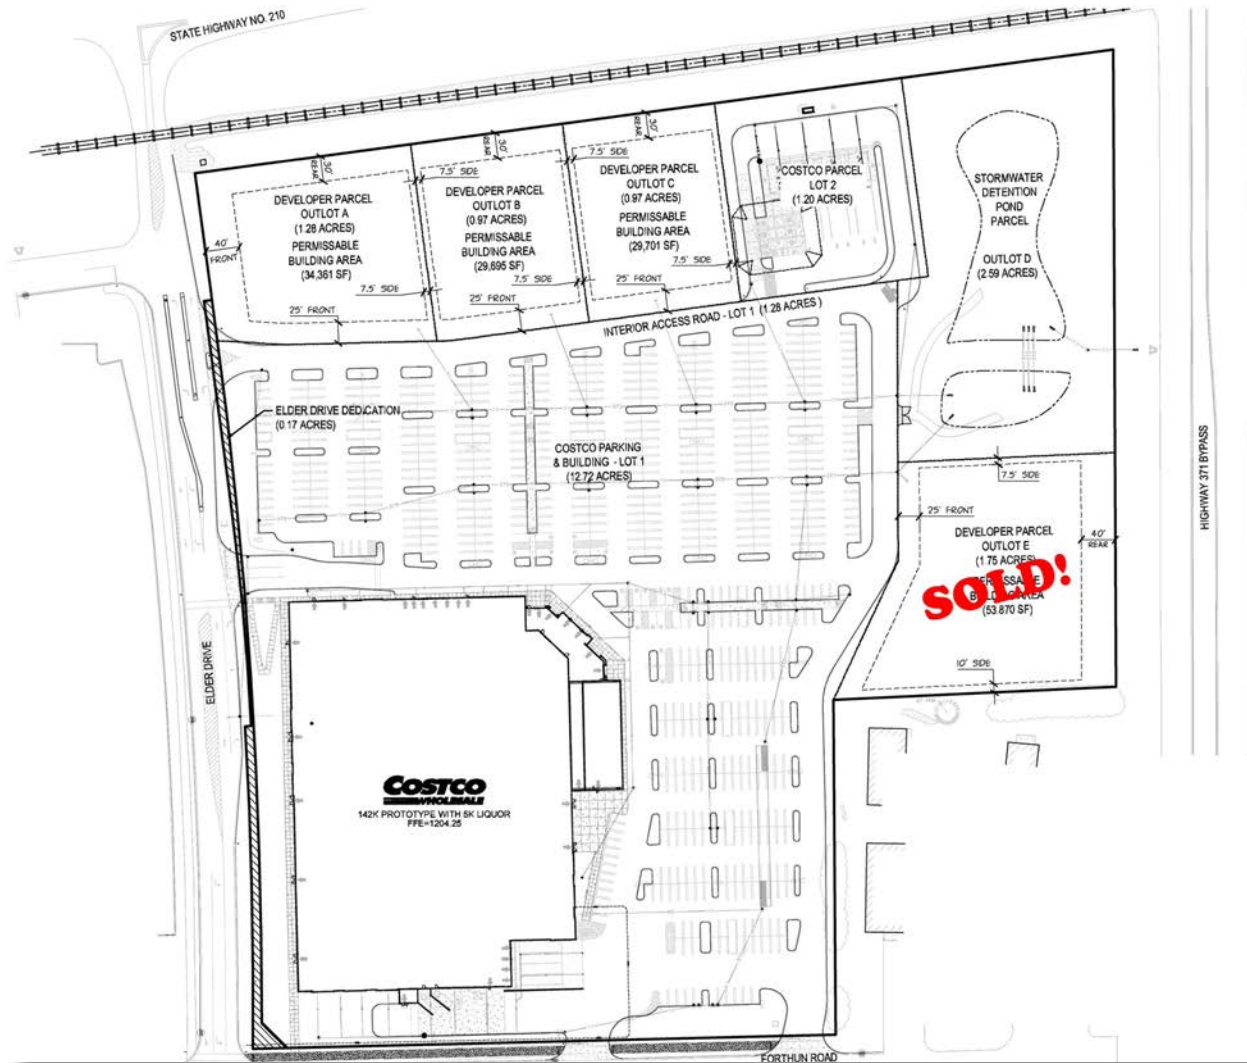 STATE HIGHWAY NO. 210
30'
REAR
30'
REAR
30'
REAR
7.5' SIDE
7.5' SIDE
DEVELOPER PARCEL
OUTLOT A
(1.28 ACRES)
PERMISSABLE
BUILDING AREA
(34,361 SF)
40'
FRONT
25' FRONT
7.5' SIDE
DEVELOPER PARCEL
OUTLOT B
(0.97 ACRES)
PERMISSABLE
BUILDING AREA
(29,695 SF)
7.5' SIDE
25' FRONT
DEVELOPER PARCEL
OUTLOT C
(0.97 ACRES)
PERMISSABLE
BUILDING AREA
(29,701 SF)
7.5' SIDE
25' FRONT
COSTCO PARCEL
LOT 2
(1.20 ACRES)
STORMWATER
DETENTION
POND
PARCEL
OUTLOT D
(2.59 ACRES)
INTERIOR ACCESS ROAD - LOT 1 (1.28 ACRES )
ELDER DRIVE DEDICATION
(0.17 ACRES)
COSTCO PARKING
& BUILDING - LOT 1
(12.72 ACRES)
HIGHWAY 371 BYPASS
7.5' SIDE
25' FRONT
40'
REAR
DEVELOPER PARCEL
OUTLOT E
(1.75 ACRES)
PERMISSABLE
BUILDING AREA
(53,870 SF)
SOLD!
10' SIDE
ELDER DRIVE
COSTCO
WHOLESALE
142K PROTOTYPE WITH 5K LIQUOR
FFE=1204.25
FORTHUN ROAD